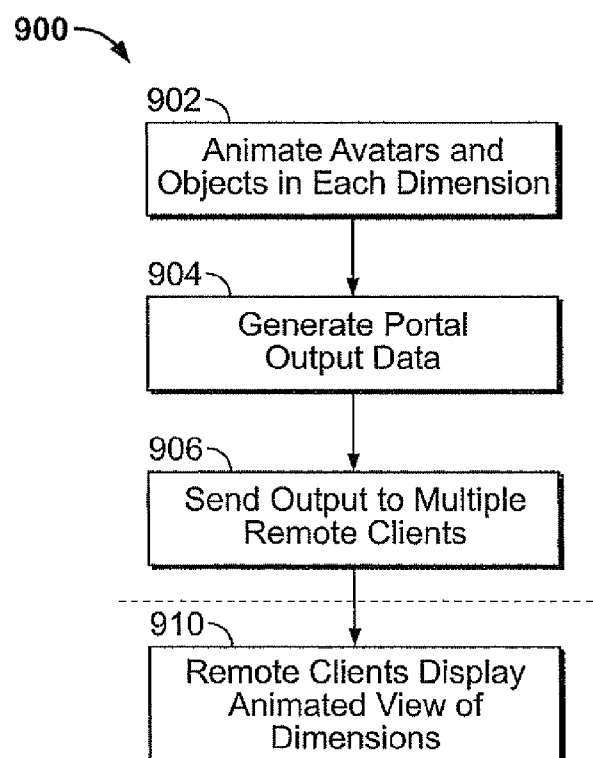 900
902
Animate Avatars and
Objects in Each Dimension
904
Generate Portal
Output Data
906
Send Output to Multiple
Remote Clients
910
Remote Clients Display
Animated View of
Dimensions